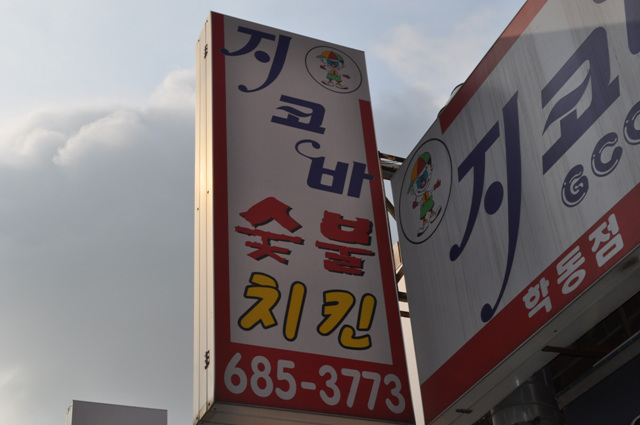 지코바
숯불
치킨
685-3773
지코
GCO
학동점